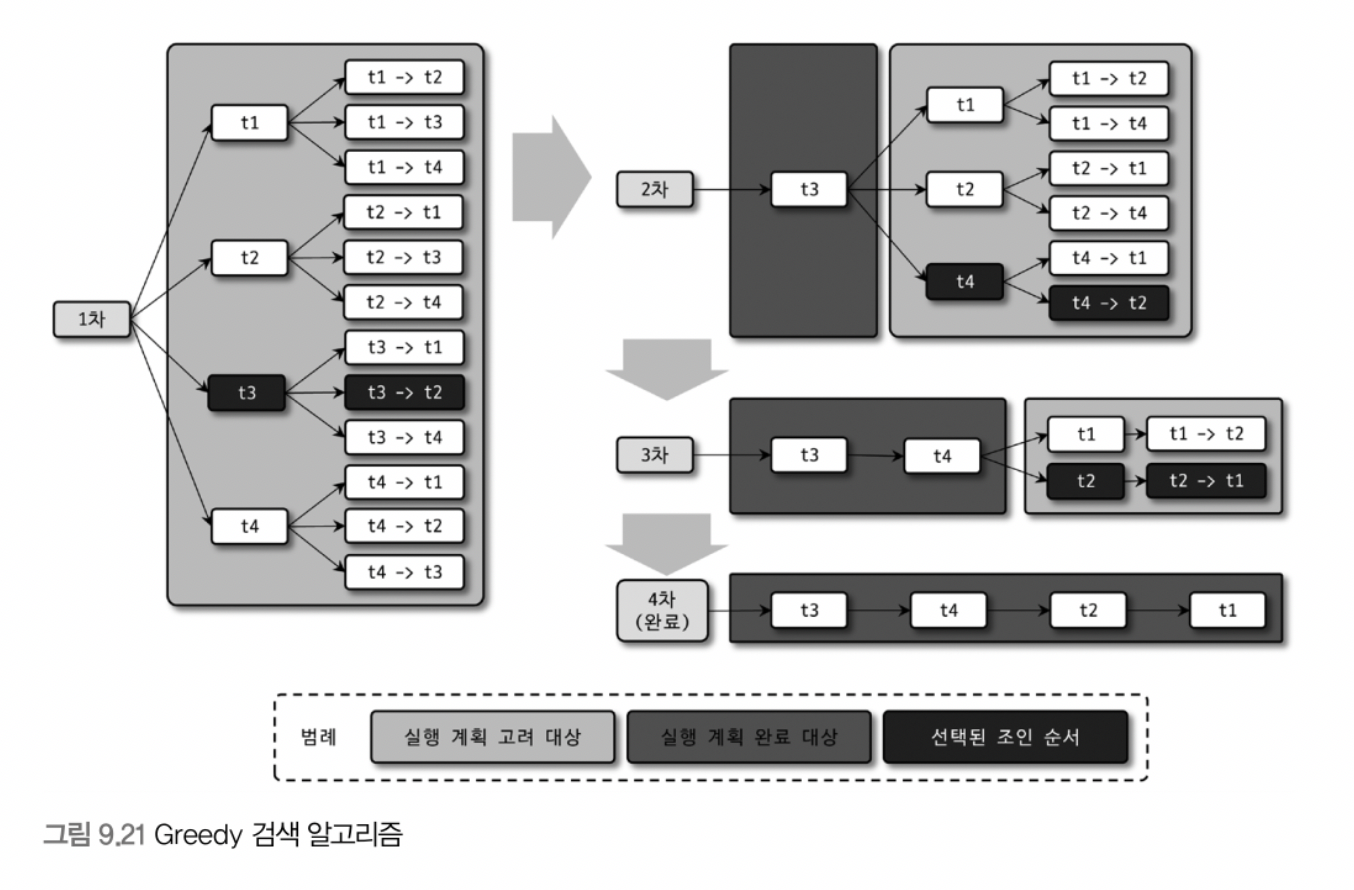 1차
t1
t1 -> t2
t1 -> t3
t1 -> t4
t2
t2 -> t1
t2 -> t3
t2 -> t4
t3
t3 -> t1
t3 -> t2
t3 -> t4
t4
t4 -> t1
t4 -> t2
t4 -> t3
2차
t3
t1
t1 -> t2
t1 -> t4
t2
t2 -> t1
t2 -> t4
t4
t4 -> t1
t4 -> t2
3차
t3
t4
t1
t1 -> t2
t2
t2 -> t1
4차
(완료)
t3
t4
t2
t1
범례
실행 계획 고려 대상
실행 계획 완료 대상
선택된 조인 순서
그림 9.21 Greedy 검색 알고리즘